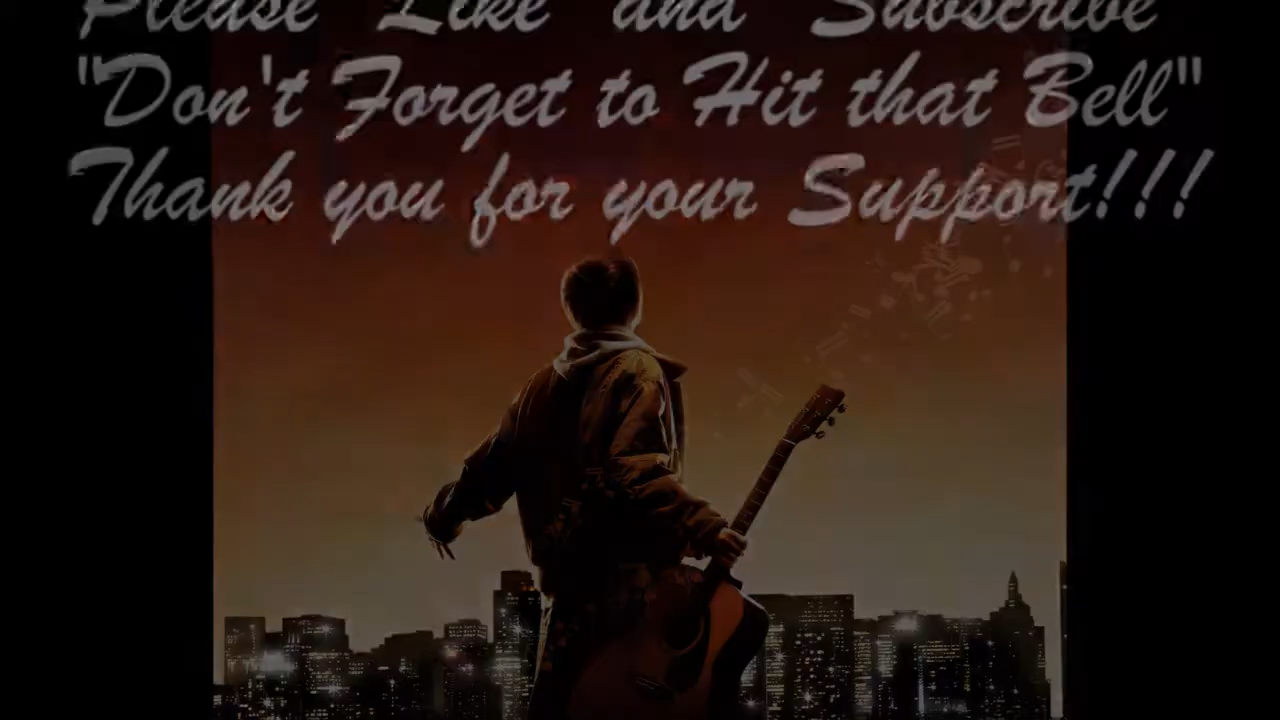 Please "Like" and "Subscribe"
"Don't Forget to Hit that Bell"
Thank you for your Support!!!